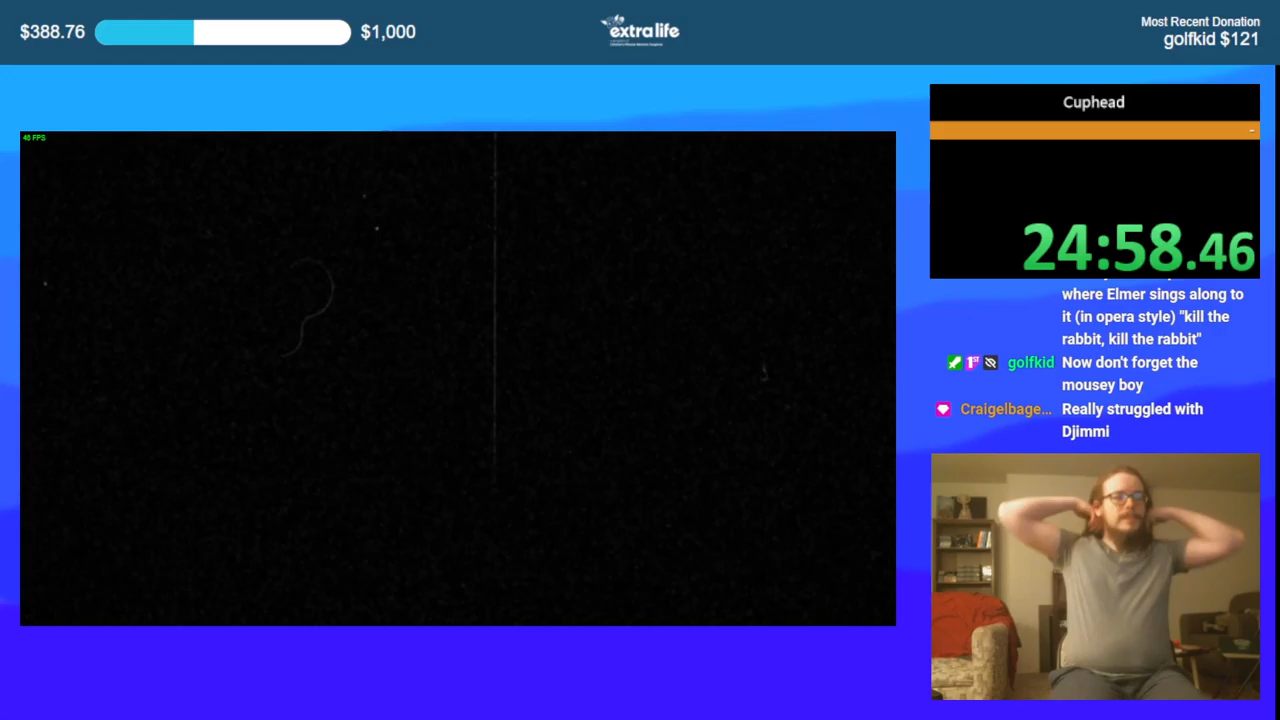 $388.76
$1,000
extra life
Most Recent Donation
golfkid $121
46 FPS
Cuphead
-
24:58.46
where Elmer sings along to
it (in opera style) "kill the
rabbit, kill the rabbit"
golfkid Now don't forget the
mousey boy
Craigelbage... Really struggled with
Djimmi